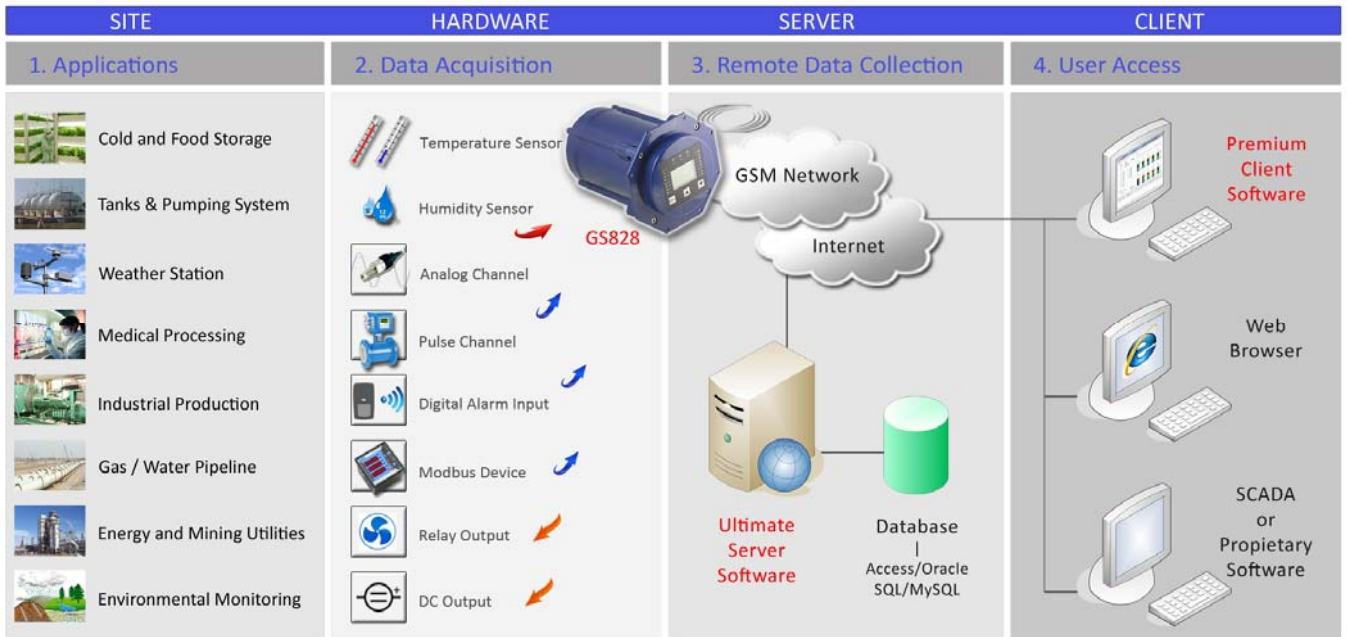 SITE
HARDWARE
SERVER
CLIENT
1. Applications
2. Data Acquisition
3. Remote Data Collection
4. User Access
Cold and Food Storage
Tanks & Pumping System
Weather Station
Medical Processing
Industrial Production
Gas / Water Pipeline
Energy and Mining Utilities
Environmental Monitoring
Temperature Sensor
Humidity Sensor
GS828
Analog Channel
Pulse Channel
Digital Alarm Input
Modbus Device
Relay Output
DC Output
GSM Network
Internet
Ultimate
Server
Software
Database
|
Access/Oracle
SQL/MySQL
Premium
Client
Software
Web
Browser
SCADA
or
Propietary
Software